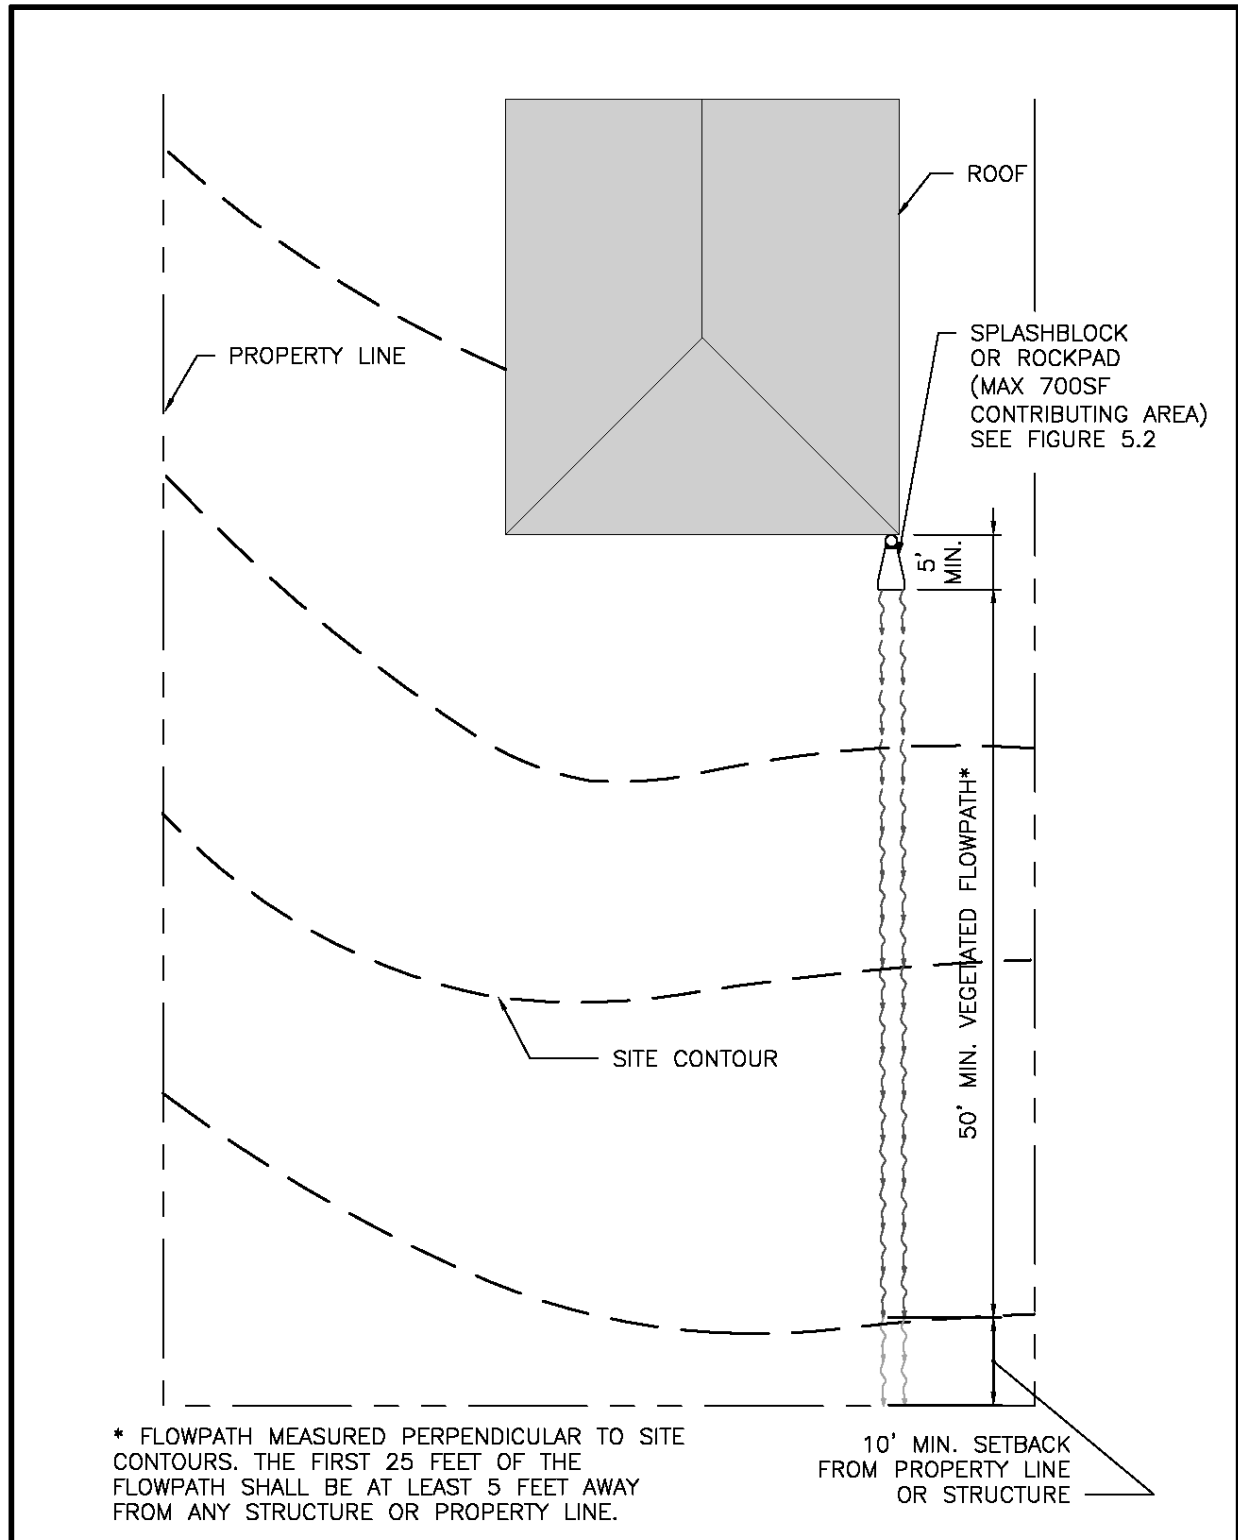 ROOF
PROPERTY LINE
SPLASHBLOCK
OR ROCKPAD
(MAX 700SF
CONTRIBUTING AREA)
SEE FIGURE 5.2
5'
MIN.
50' MIN. VEGETATED FLOWPATH*
SITE CONTOUR
* FLOWPATH MEASURED PERPENDICULAR TO SITE
CONTOURS. THE FIRST 25 FEET OF THE
FLOWPATH SHALL BE AT LEAST 5 FEET AWAY
FROM ANY STRUCTURE OR PROPERTY LINE.
10' MIN. SETBACK
FROM PROPERTY LINE
OR STRUCTURE